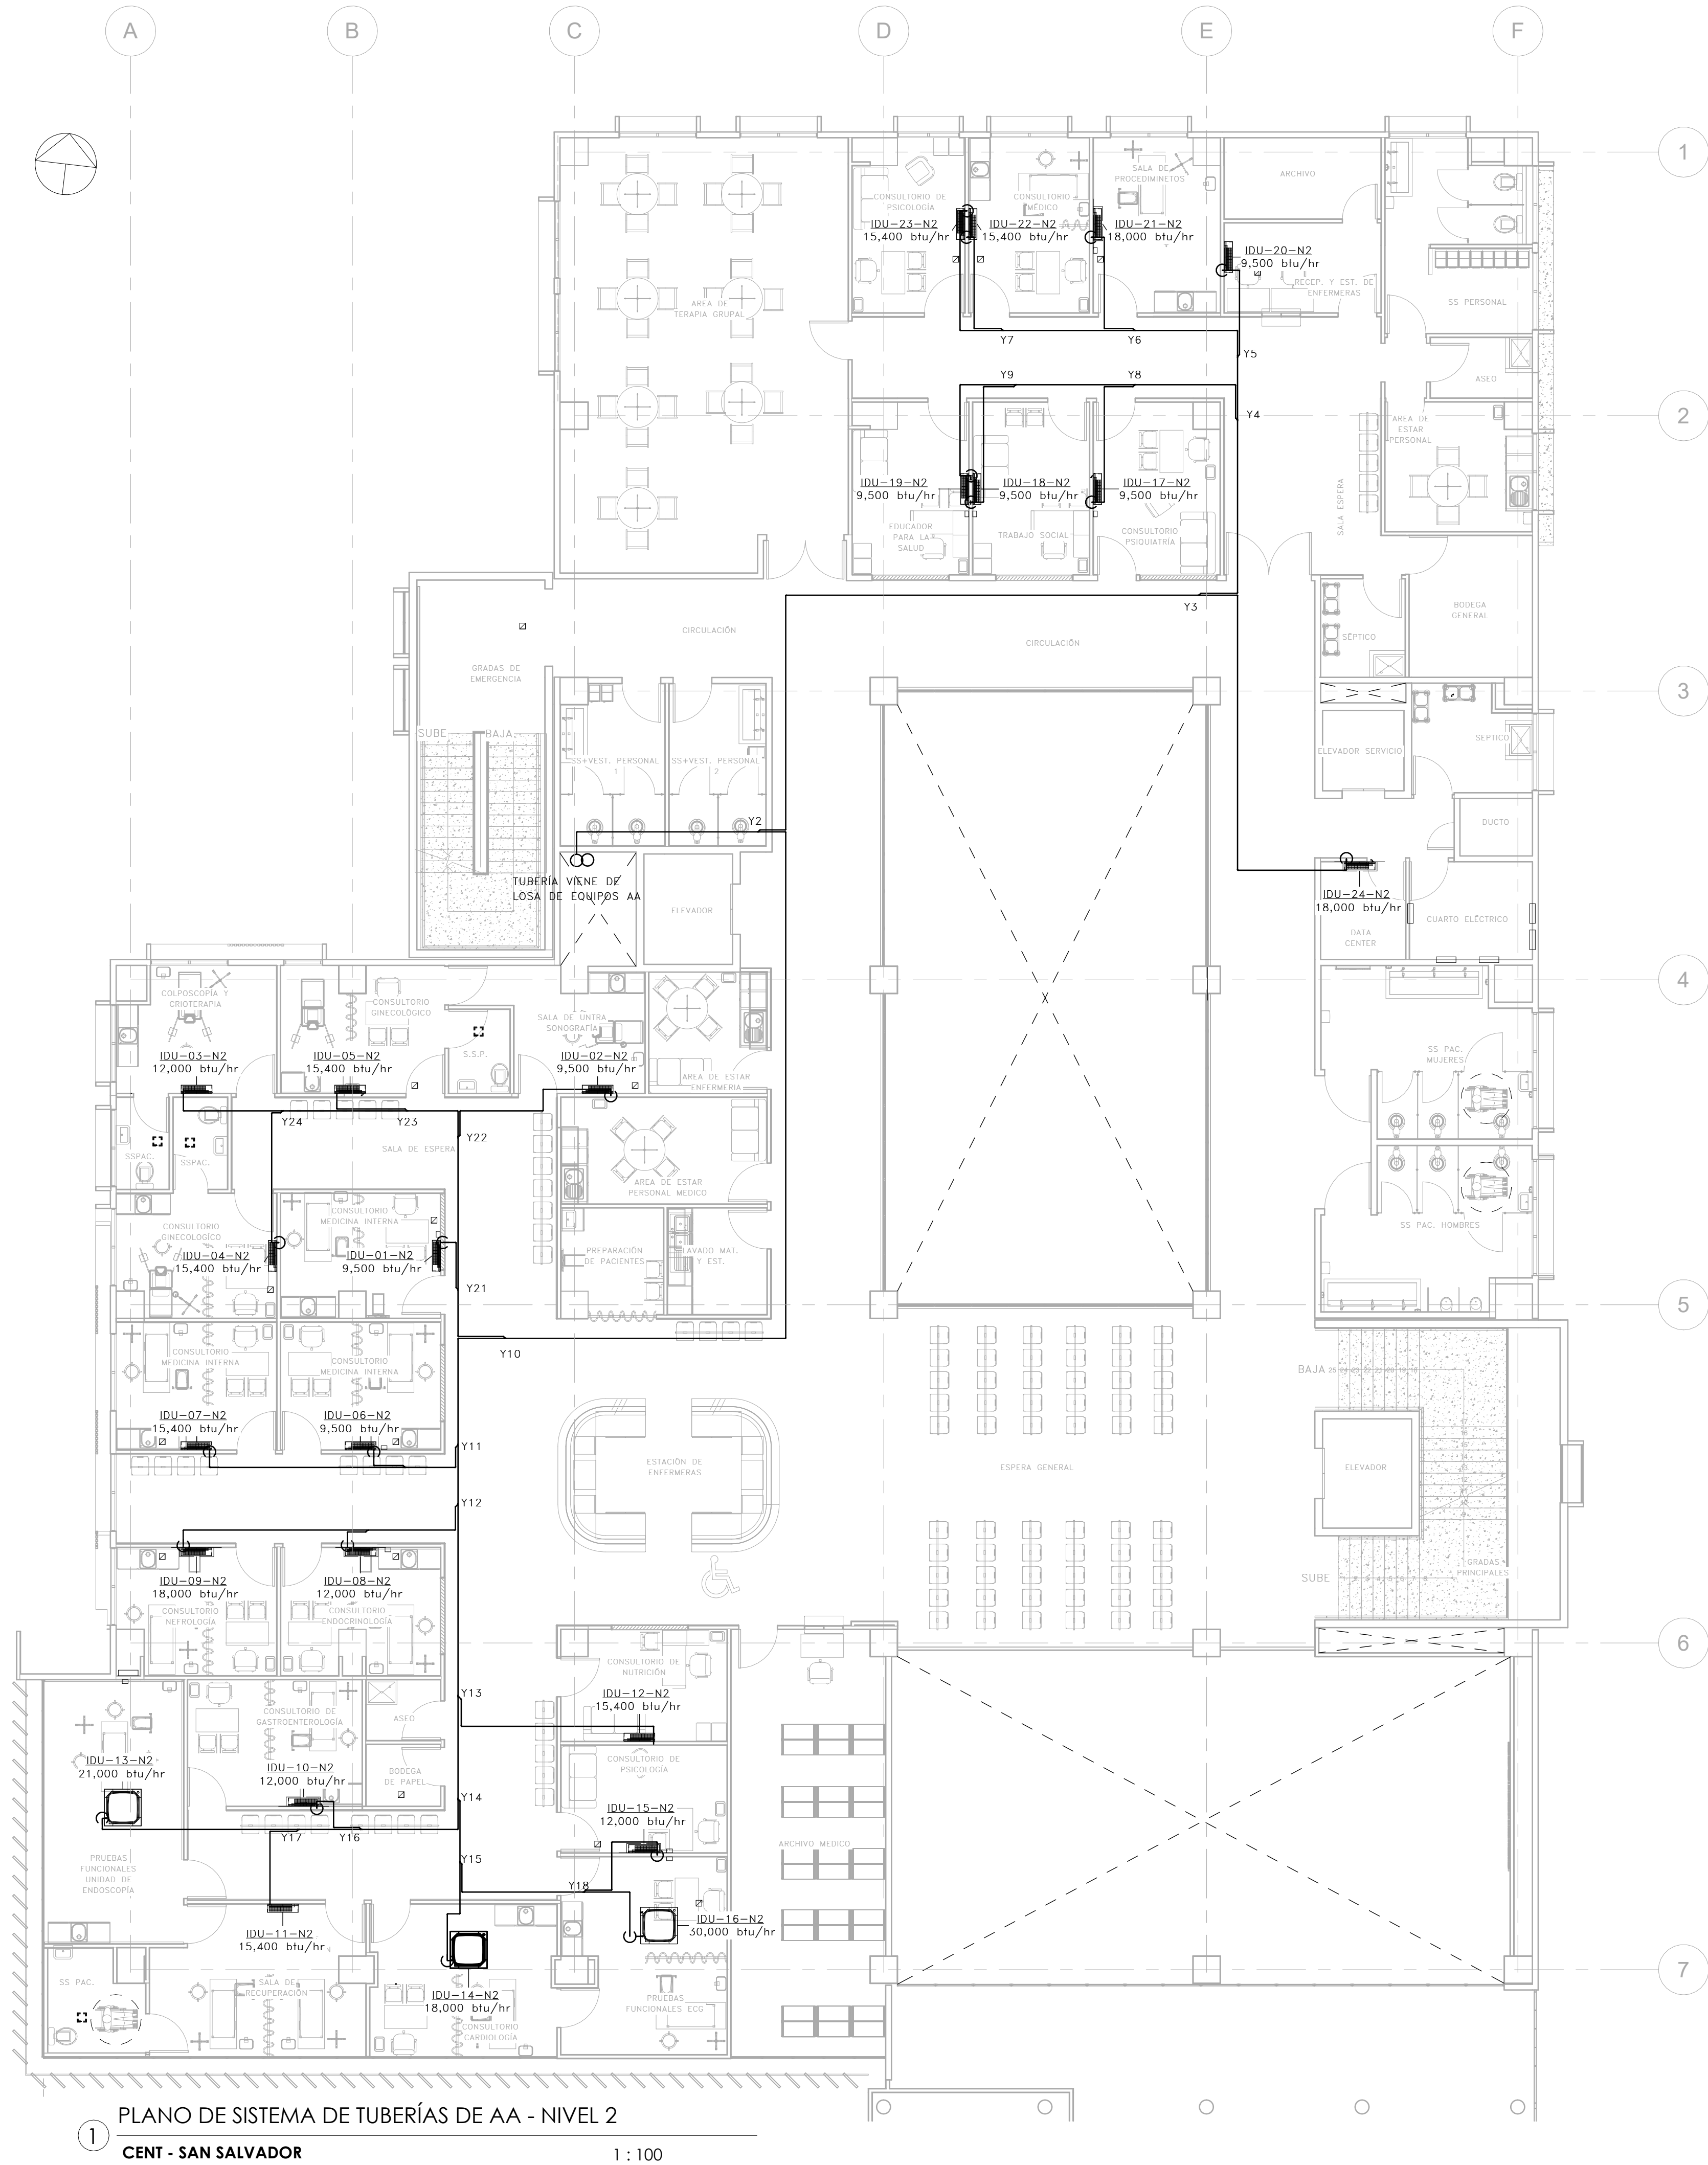 A
B
C
D
E
F
1
2
3
4
5
6
7
CONSULTORIO DE
PSICOLOGÍA
IDU-23-N2
15,400 btu/hr
CONSULTORIO
MÉDICO
IDU-22-N2
15,400 btu/hr
SALA DE
PROCEDIMINETOS
IDU-21-N2
18,000 btu/hr
ARCHIVO
IDU-20-N2
9,500 btu/hr
RECEP. Y EST. DE
ENFERMERAS
SS PERSONAL
AREA DE
TERAPIA GRUPAL
Y7
Y6
Y5
ASEO
Y9
Y8
Y4
AREA DE
ESTAR
PERSONAL
IDU-19-N2
9,500 btu/hr
IDU-18-N2
9,500 btu/hr
IDU-17-N2
9,500 btu/hr
EDUCADOR
PARA LA
SALUD
TRABAJO SOCIAL
CONSULTORIO
PSIQUIATRÍA
SALA ESPERA
Y3
BODEGA
GENERAL
CIRCULACIÓN
CIRCULACIÓN
SÉPTICO
GRADAS DE
EMERGENCIA
SUBE
BAJA
SS+VEST. PERSONAL
1
SS+VEST. PERSONAL
2
ELEVADOR SERVICIO
SEPTICO
Y2
DUCTO
TUBERÍA VIENE DE
LOSA DE EQUIPOS AA
ELEVADOR
IDU-24-N2
18,000 btu/hr
DATA
CENTER
CUARTO ELÉCTRICO
COLPOSCOPÍA Y
CRIOTERAPIA
CONSULTORIO
GINECOLÓGICO
SALA DE UNTRA
SONOGRAFÍA
IDU-03-N2
12,000 btu/hr
IDU-05-N2
15,400 btu/hr
S.S.P.
IDU-02-N2
9,500 btu/hr
AREA DE ESTAR
ENFERMERIA
SS PAC.
MUJERES
Y24
Y23
Y22
SALA DE ESPERA
SSPAC.
SSPAC.
AREA DE ESTAR
PERSONAL MEDICO
CONSULTORIO
GINECOLOGÍCO
IDU-04-N2
15,400 btu/hr
CONSULTORIO
MEDICINA INTERNA
IDU-01-N2
9,500 btu/hr
PREPARACIÓN
DE PACIENTES
LAVADO MAT.
Y EST.
SS PAC. HOMBRES
Y21
Y10
CONSULTORIO
MEDICINA INTERNA
CONSULTORIO
MEDICINA INTERNA
BAJA 25 24 23 22 21 20 19 18
IDU-07-N2
15,400 btu/hr
IDU-06-N2
9,500 btu/hr
Y11
ESTACIÓN DE
ENFERMERAS
ESPERA GENERAL
ELEVADOR
Y12
IDU-09-N2
18,000 btu/hr
IDU-08-N2
12,000 btu/hr
CONSULTORIO
NEFROLOGÍA
CONSULTORIO
ENDOCRINOLOGÍA
GRADAS
PRINCIPALES
SUBE
CONSULTORIO DE
NUTRICIÓN
IDU-12-N2
15,400 btu/hr
Y13
CONSULTORIO DE
GASTROENTEROLOGÍA
ASEO
IDU-13-N2
21,000 btu/hr
IDU-10-N2
12,000 btu/hr
BODEGA
DE PAPEL
CONSULTORIO DE
PSICOLOGÍA
Y14
IDU-15-N2
12,000 btu/hr
Y17
Y16
ARCHIVO MEDICO
Y15
PRUEBAS
FUNCIONALES
UNIDAD DE
ENDOSCOPÍA
Y18
IDU-16-N2
30,000 btu/hr
IDU-11-N2
15,400 btu/hr
SS PAC.
SALA DE
RECUPERACIÓN
IDU-14-N2
18,000 btu/hr
CONSULTORIO
CARDIOLOGÍA
PRUEBAS
FUNCIONALES ECG
1
PLANO DE SISTEMA DE TUBERÍAS DE AA - NIVEL 2
CENT - SAN SALVADOR
1 : 100